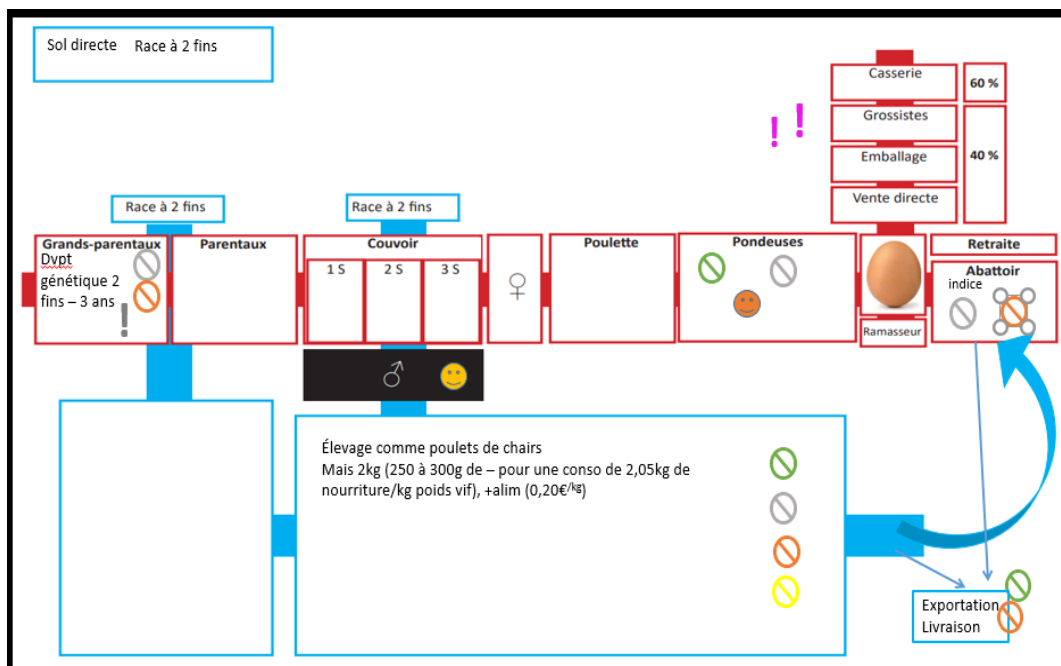 Sol directe Race à 2 fins
Casserie
60 %
Grossistes
Emballage
40 %
Vente directe
Race à 2 fins
Race à 2 fins
Grands-parentaux
Dvpt
génétique 2
fins – 3 ans
!
Parentaux
Couvoir
1 S
2 S
3 S
♀
Poulette
Pondeuses
Ramasseur
Retraite
Abattoir
indice
! !
♂
Élevage comme poulets de chairs
Mais 2kg (250 à 300g de – pour une conso de 2,05kg de
nourriture/kg poids vif), +alim (0,20€/kg)
Exportation
Livraison